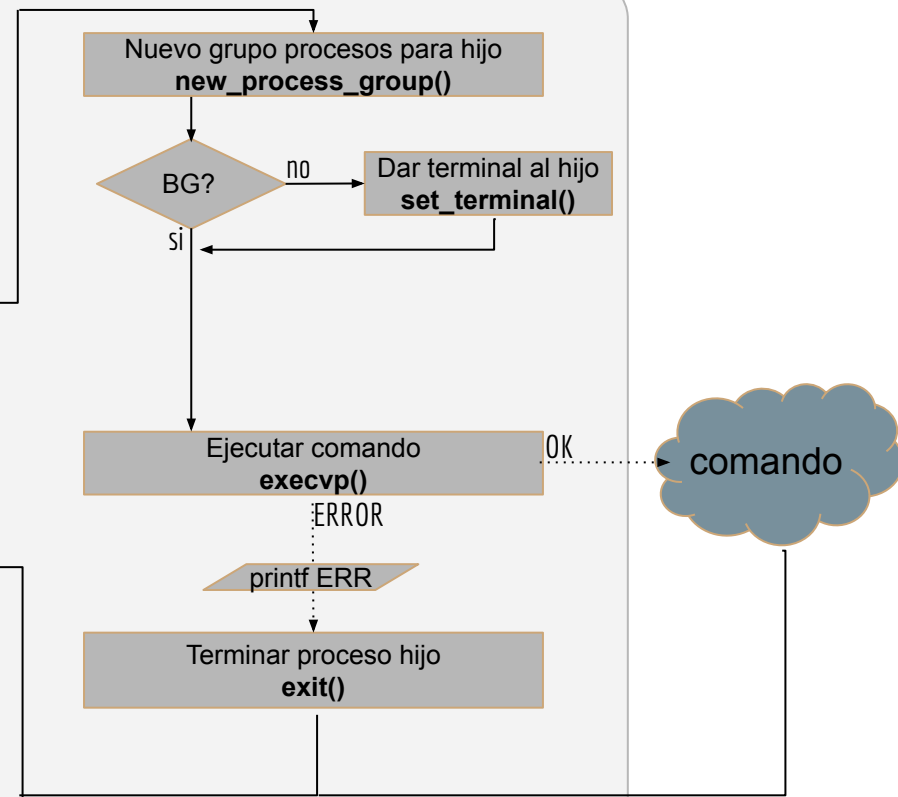 Nuevo grupo procesos para hijo
new_process_group()
BG?
no
Dar terminal al hijo
set_terminal()
si
Ejecutar comando
execvp()
OK
comando
ERROR
printf ERR
Terminar proceso hijo
exit()